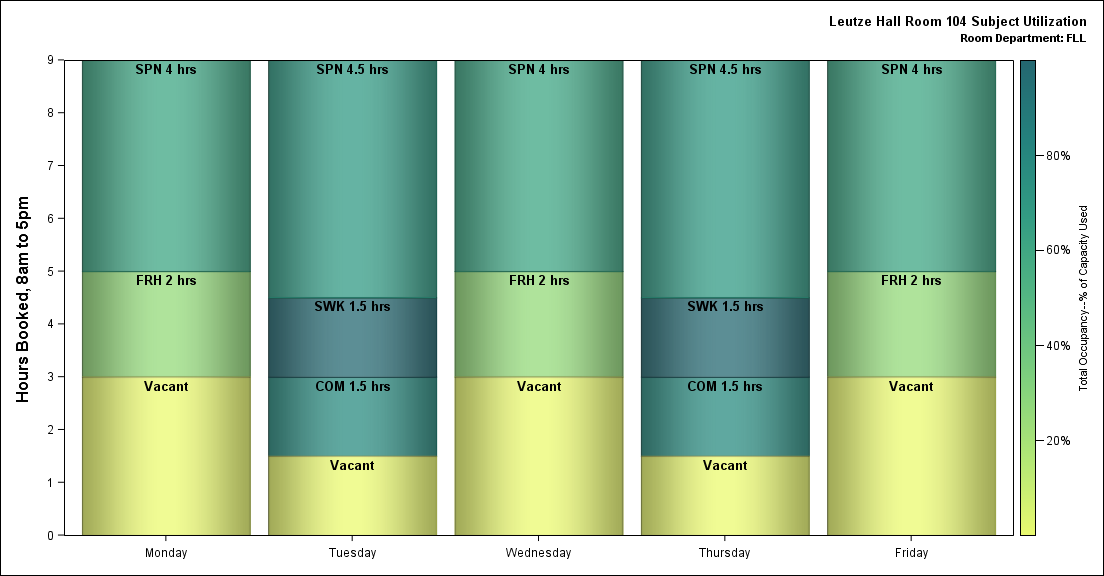 Leutze Hall Room 104 Subject Utilization
Room Department: FLL
Hours Booked, 8am to 5pm
9
8
7
6
5
4
3
2
1
0
SPN 4 hrs
FRH 2 hrs
Vacant
SPN 4.5 hrs
SWK 1.5 hrs
COM 1.5 hrs
Vacant
SPN 4 hrs
FRH 2 hrs
Vacant
SPN 4.5 hrs
SWK 1.5 hrs
COM 1.5 hrs
Vacant
SPN 4 hrs
FRH 2 hrs
Vacant
Monday
Tuesday
Wednesday
Thursday
Friday
80%
60%
40%
20%
Total Occupancy--% of Capacity Used